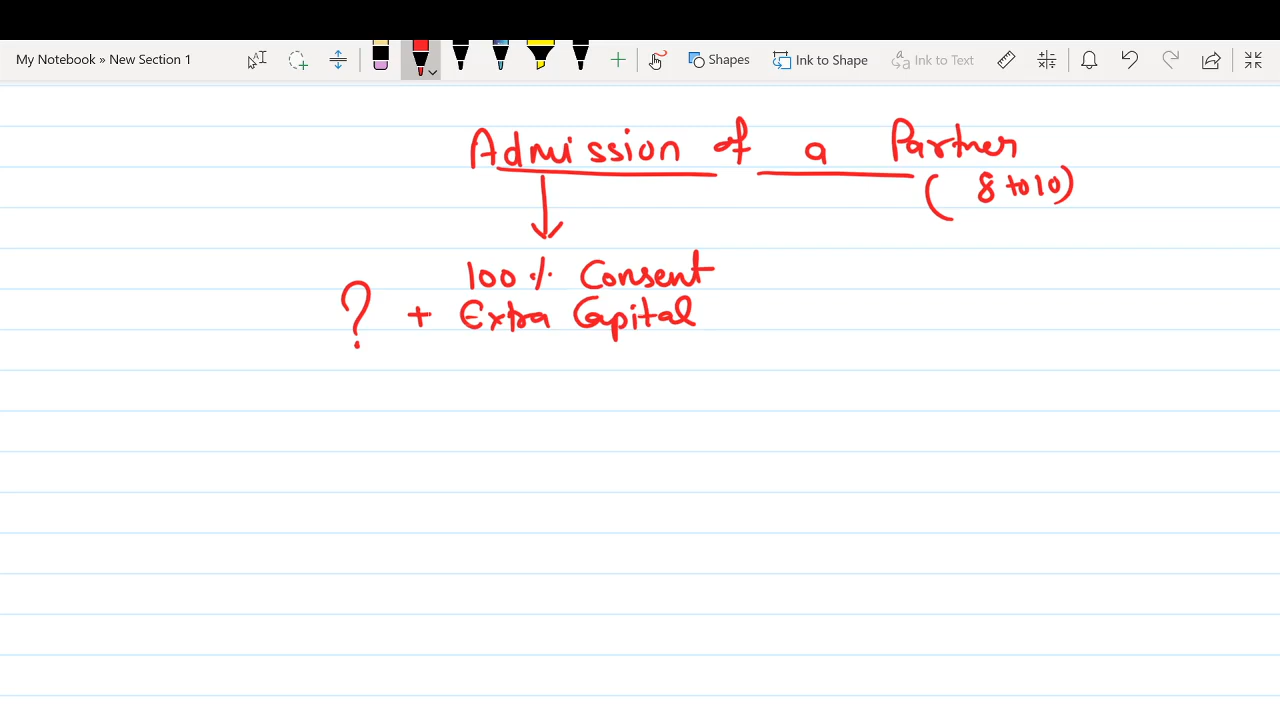 My Notebook » New Section 1
Shapes
Ink to Shape
Ink to Text
Admission of a Partner
( 8 to 10)
100 % Consent
? + Extra Capital